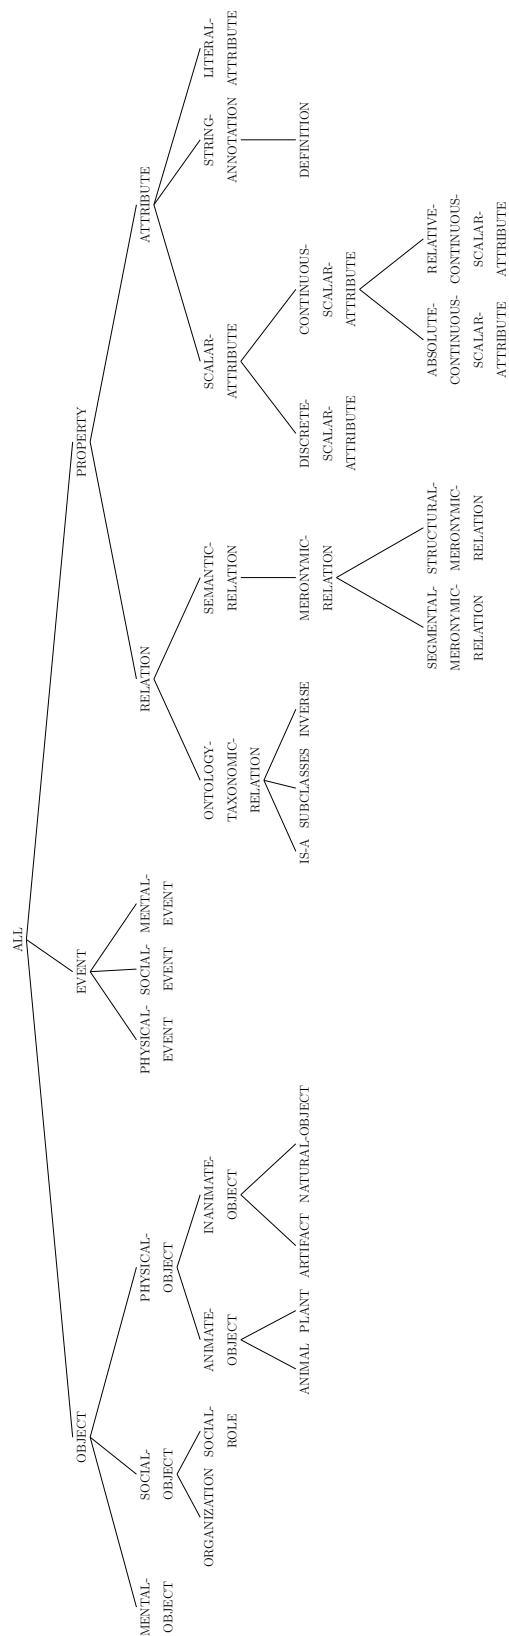 ALL
OBJECT
EVENT
PROPERTY
MENTAL-
OBJECT
SOCIAL-
OBJECT
PHYSICAL-
OBJECT
PHYSICAL-
EVENT
SOCIAL-
EVENT
MENTAL-
EVENT
RELATION
ATTRIBUTE
ORGANIZATION
SOCIAL-
ROLE
ANIMATE-
OBJECT
INANIMATE-
OBJECT
ONTOLOGY-
TAXONOMIC-
RELATION
SEMANTIC-
RELATION
SCALAR-
ATTRIBUTE
STRING-
ANNOTATION
LITERAL-
ATTRIBUTE
ANIMAL
PLANT
ARTIFACT
NATURAL-OBJECT
IS-A
SUBCLASSES
INVERSE
MERONYMIC-
RELATION
DISCRETE-
SCALAR-
ATTRIBUTE
CONTINUOUS-
SCALAR-
ATTRIBUTE
DEFINITION
SEGMENTAL-
MERONYMIC-
RELATION
STRUCTURAL-
MERONYMIC-
RELATION
ABSOLUTE-
CONTINUOUS-
SCALAR-
ATTRIBUTE
RELATIVE-
CONTINUOUS-
SCALAR-
ATTRIBUTE